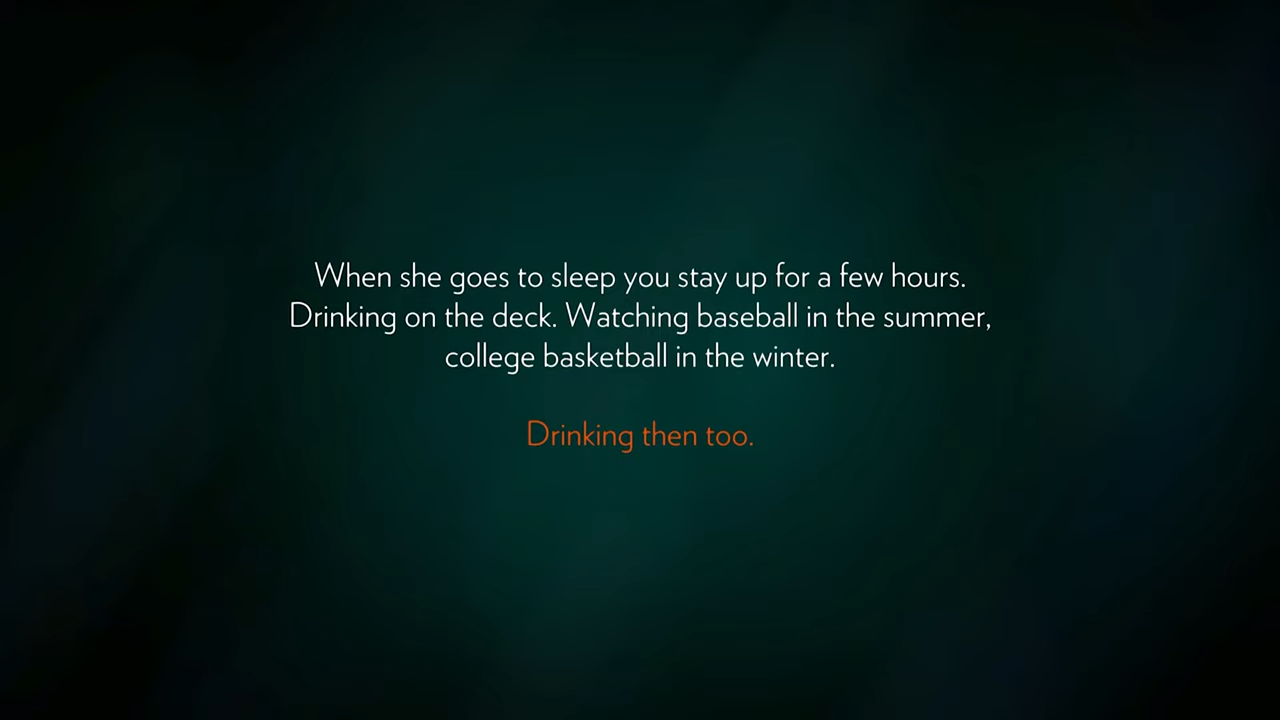 When she goes to sleep you stay up for a few hours.
Drinking on the deck. Watching baseball in the summer,
college basketball in the winter.
Drinking then too.